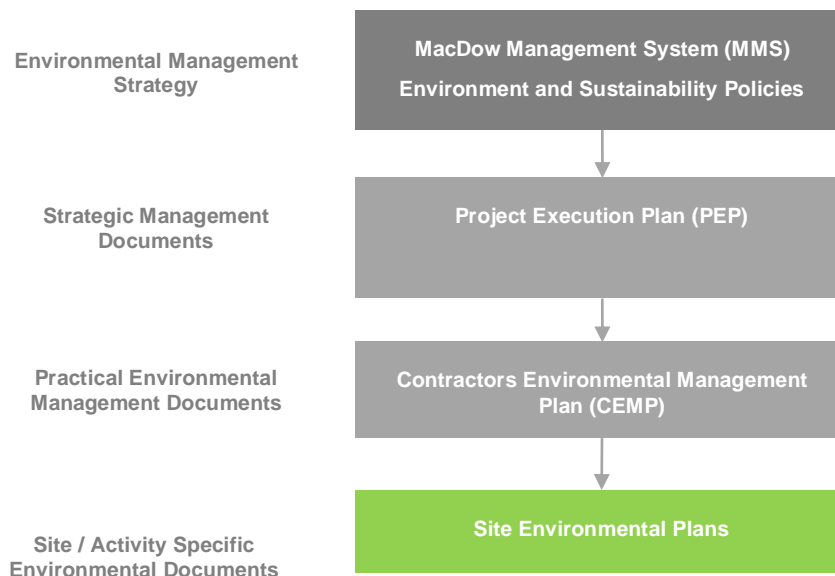 Environmental Management
Strategy
MacDow Management System (MMS)
Environment and Sustainability Policies
Strategic Management
Documents
Project Execution Plan (PEP)
Practical Environmental
Management Documents
Contractors Environmental Management
Plan (CEMP)
Site / Activity Specific
Environmental Documents
Site Environmental Plans